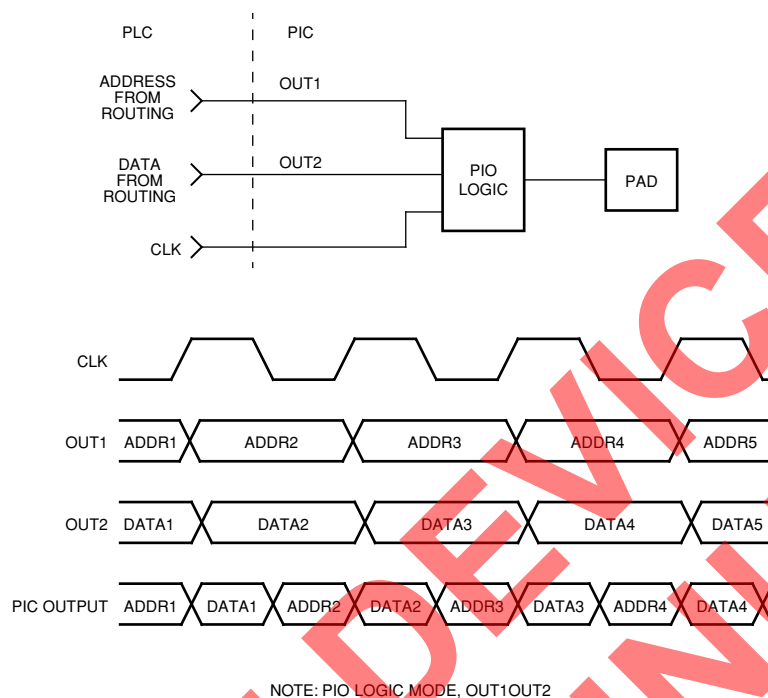 PLC
PIC
ADDRESS
FROM
ROUTING
OUT1
DATA
FROM
ROUTING
OUT2
CLK
PIO
LOGIC
PAD
CLK
OUT1 ADDR1 ADDR2 ADDR3 ADDR4 ADDR5
OUT2 DATA1 DATA2 DATA3 DATA4 DATA5
PIC OUTPUT ADDR1 DATA1 ADDR2 DATA2 ADDR3 DATA3 ADDR4 DATA4
NOTE: PIO LOGIC MODE, OUT1OUT2